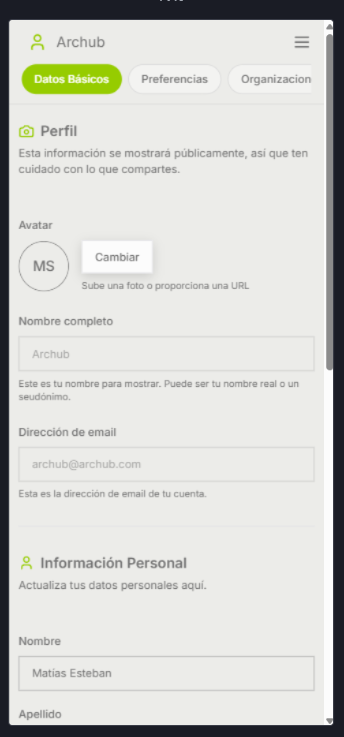 Archub
Datos Básicos
Preferencias
Organizacion
Perfil
Esta información se mostrará públicamente, así que ten
cuidado con lo que compartes.
Avatar
MS
Cambiar
Sube una foto o proporciona una URL
Nombre completo
Archub
Este es tu nombre para mostrar. Puede ser tu nombre real o un
seudónimo.
Dirección de email
archub@archub.com
Esta es la dirección de email de tu cuenta.
Información Personal
Actualiza tus datos personales aquí.
Nombre
Matías Esteban
Apellido